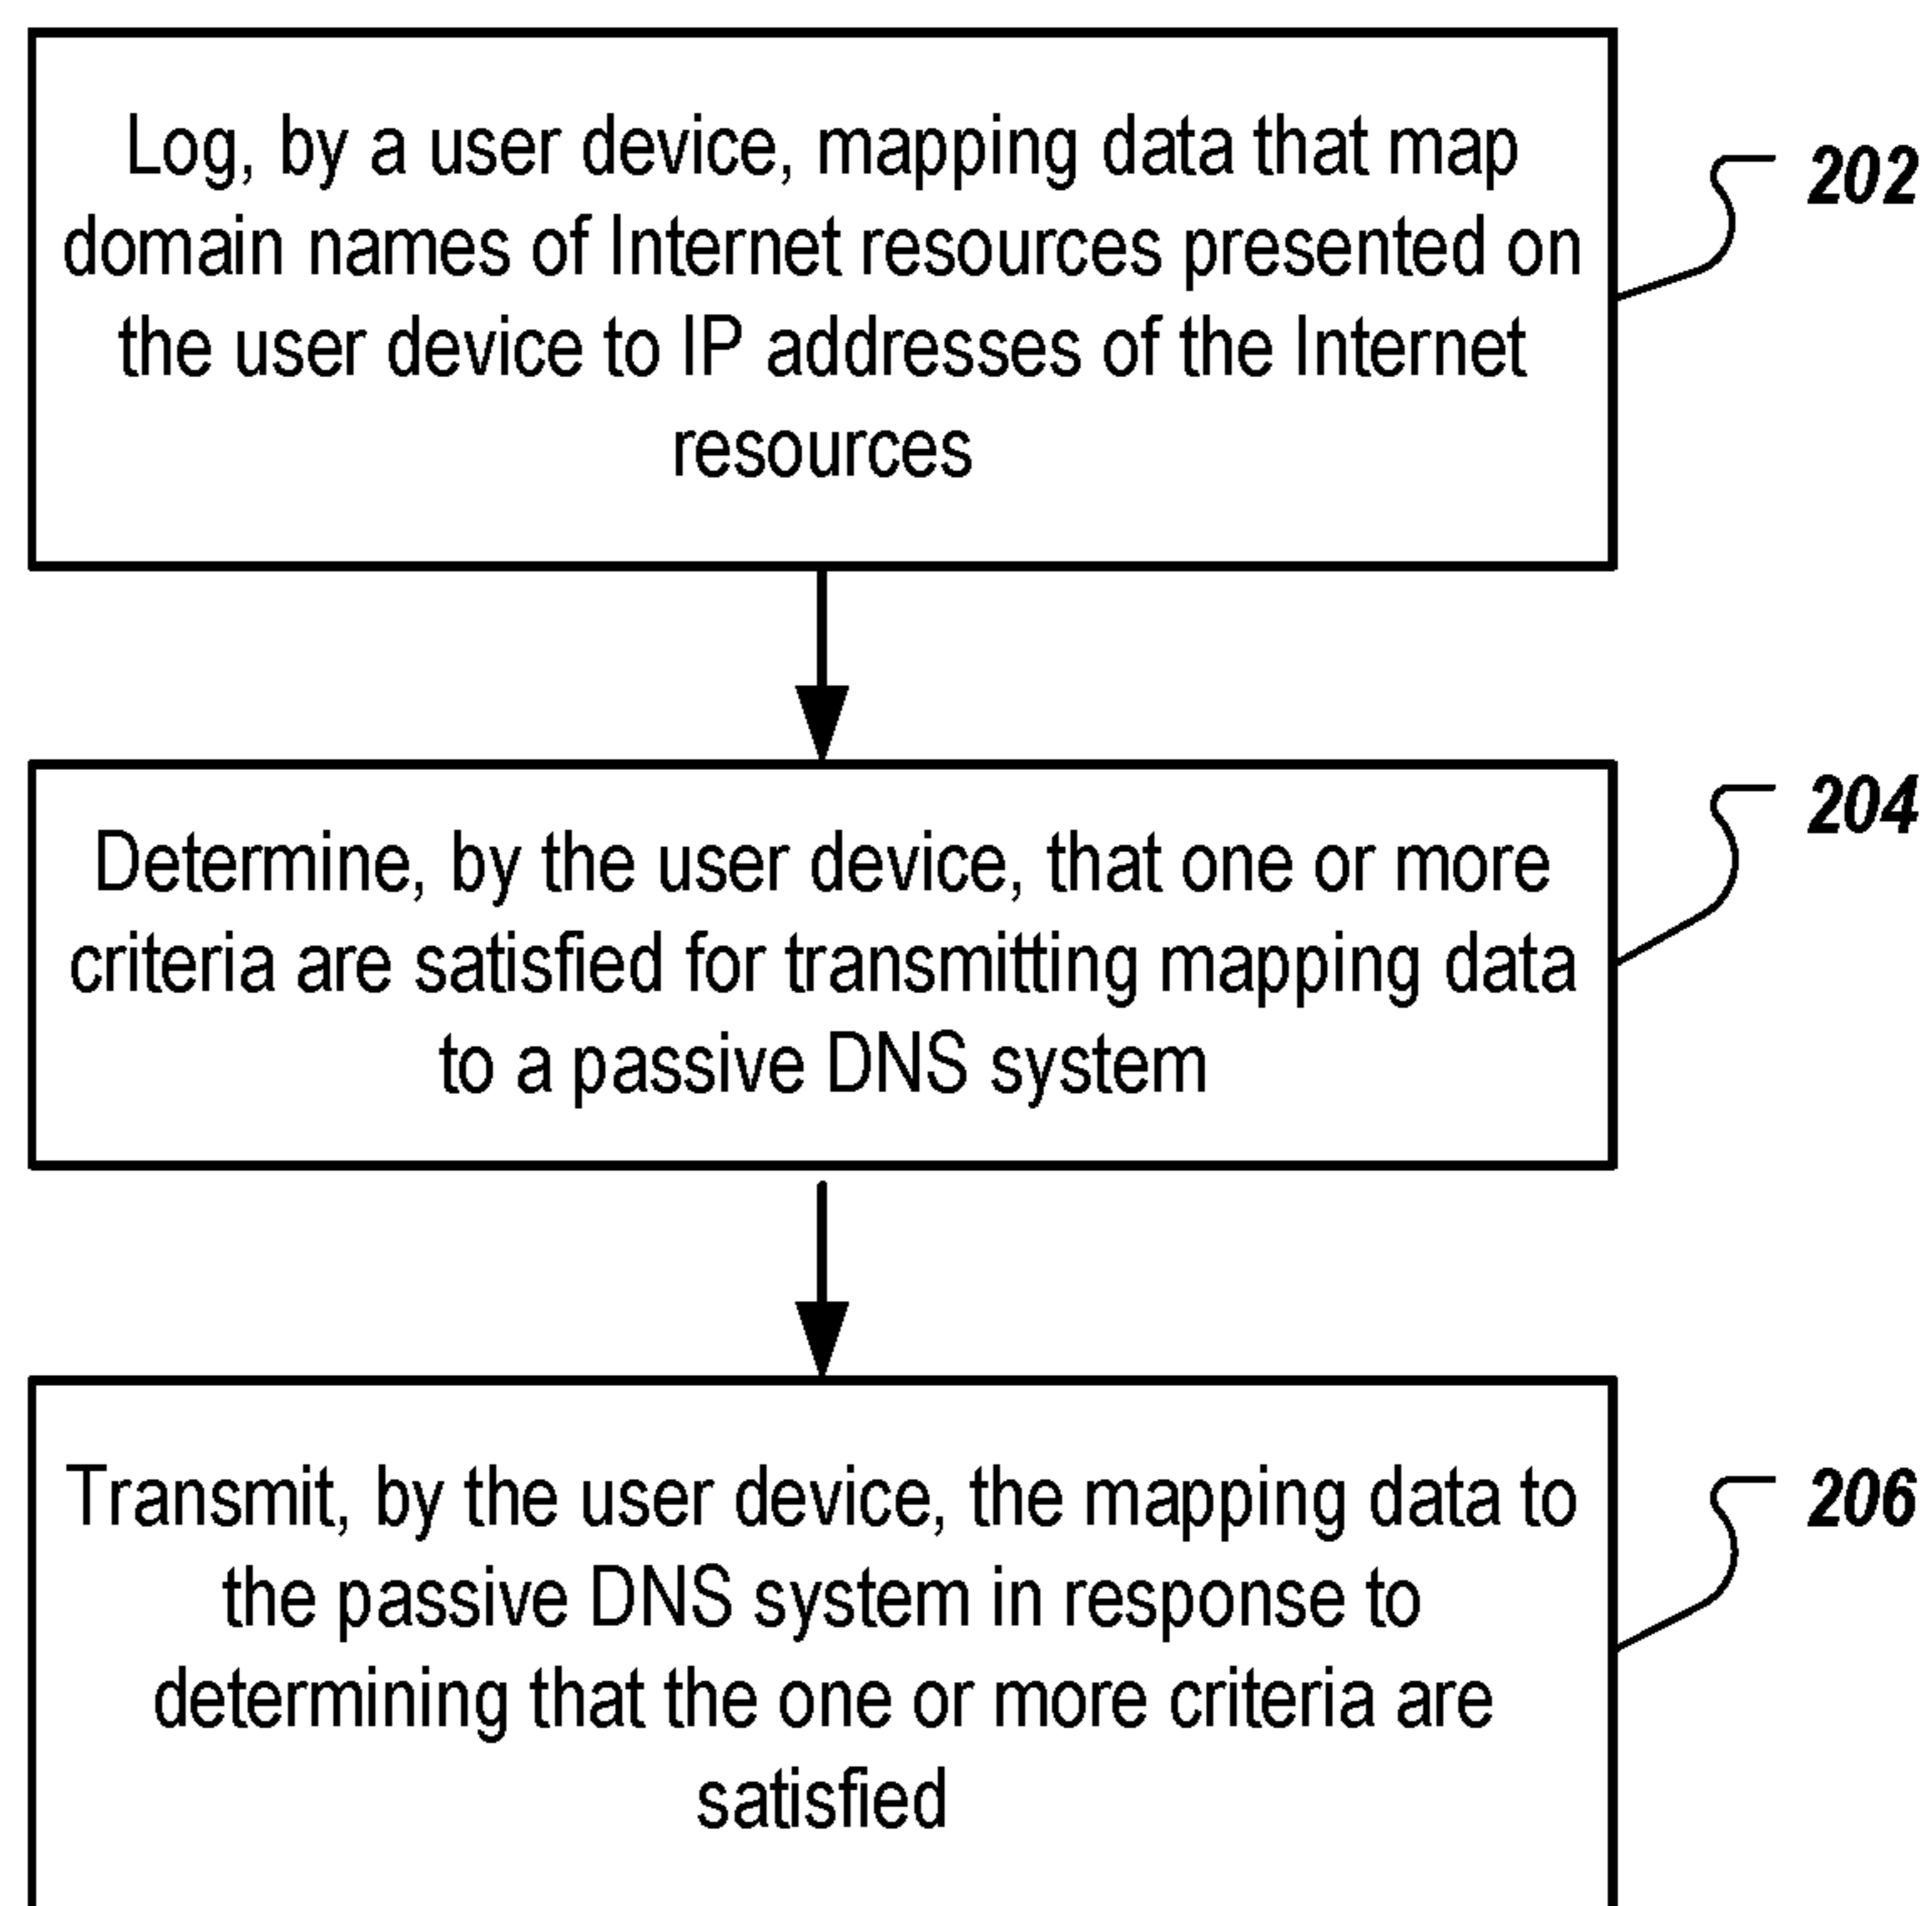 Log, by a user device, mapping data that map
domain names of Internet resources presented on
the user device to IP addresses of the Internet
resources
202
Determine, by the user device, that one or more
criteria are satisfied for transmitting mapping data
to a passive DNS system
204
Transmit, by the user device, the mapping data to
the passive DNS system in response to
determining that the one or more criteria are
satisfied
206